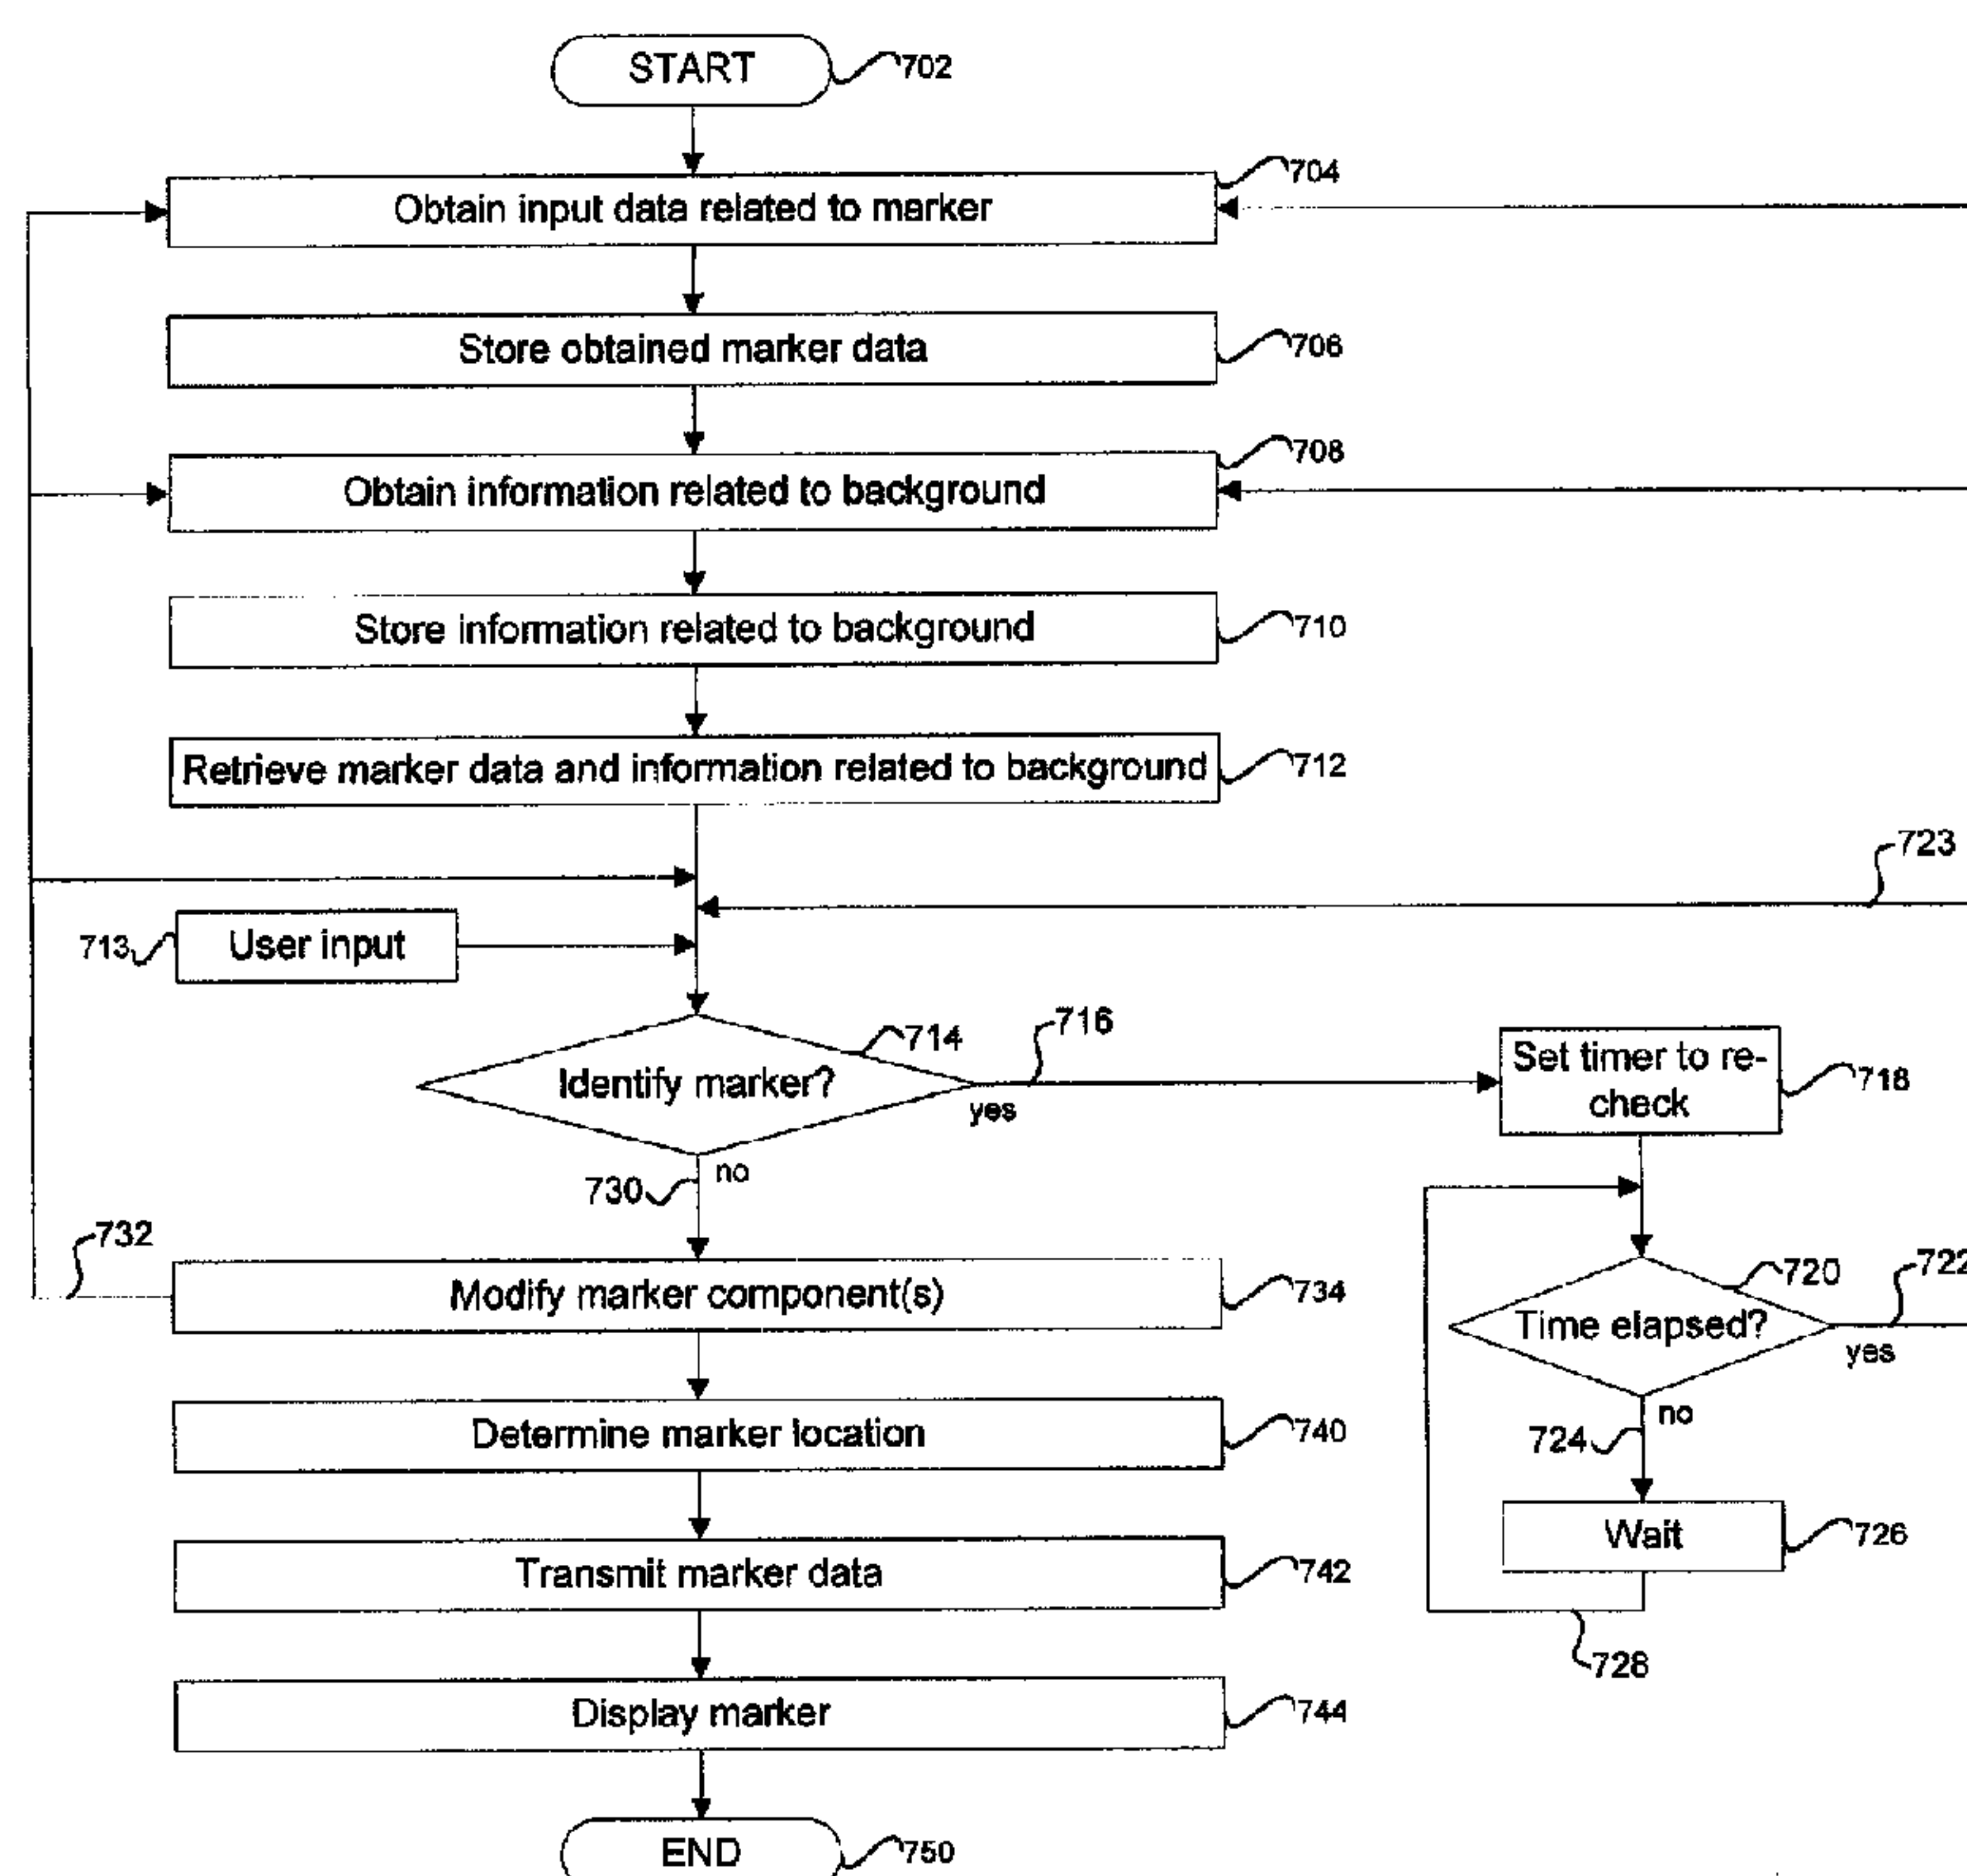 START
702
Obtain input data related to marker
704
Store obtained marker data
706
Obtain information related to background
708
Store information related to background
710
Retrieve marker data and information related to background
712
723
713
User input
714
716
Identify marker?
yes
Set timer to re-
check
718
730
no
732
Modify marker component(s)
734
720
722
Time elapsed?
yes
Determine marker location
740
no
724
Wait
726
Transmit marker data
742
728
Display marker
744
END
750